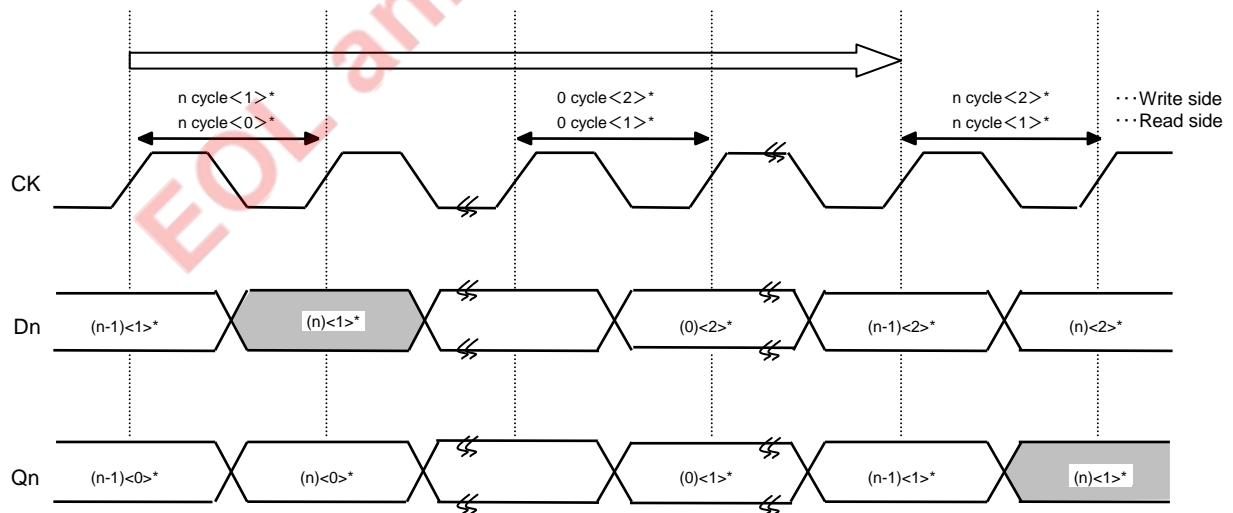 n cycle＜1＞*
n cycle＜0＞*
0 cycle＜2＞*
0 cycle＜1＞*
n cycle＜2＞*
n cycle＜1＞*
···Write side
···Read side
CK
Dn
(n-1)<1>*
(n)<1>*
(0)<2>*
(n-1)<2>*
(n)<2>*
Qn
(n-1)<0>*
(n)<0>*
(0)<1>*
(n-1)<1>*
(n)<1>*
EOL